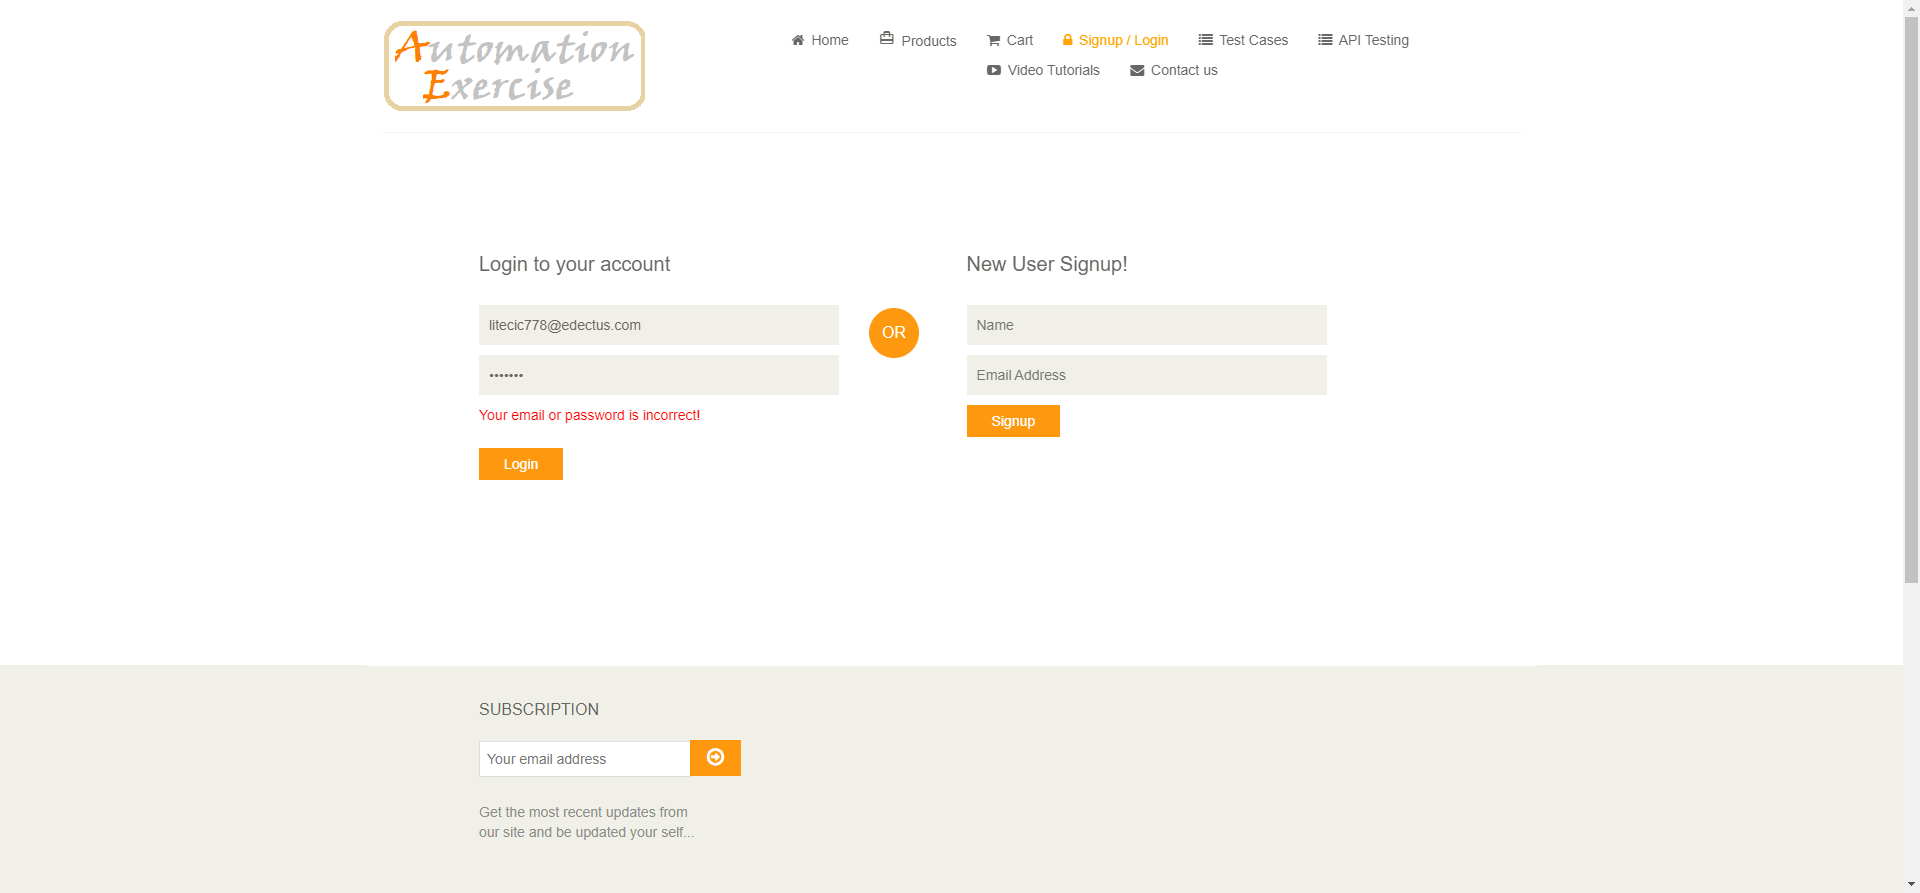 Automation
Exercise
Home
Products
Cart
Signup / Login
Test Cases
API Testing
Video Tutorials
Contact us
Login to your account
litecic778@edectus.com
•••••••
Your email or password is incorrect!
Login
OR
New User Signup!
Name
Email Address
Signup
SUBSCRIPTION
Your email address
Get the most recent updates from
our site and be updated your self...